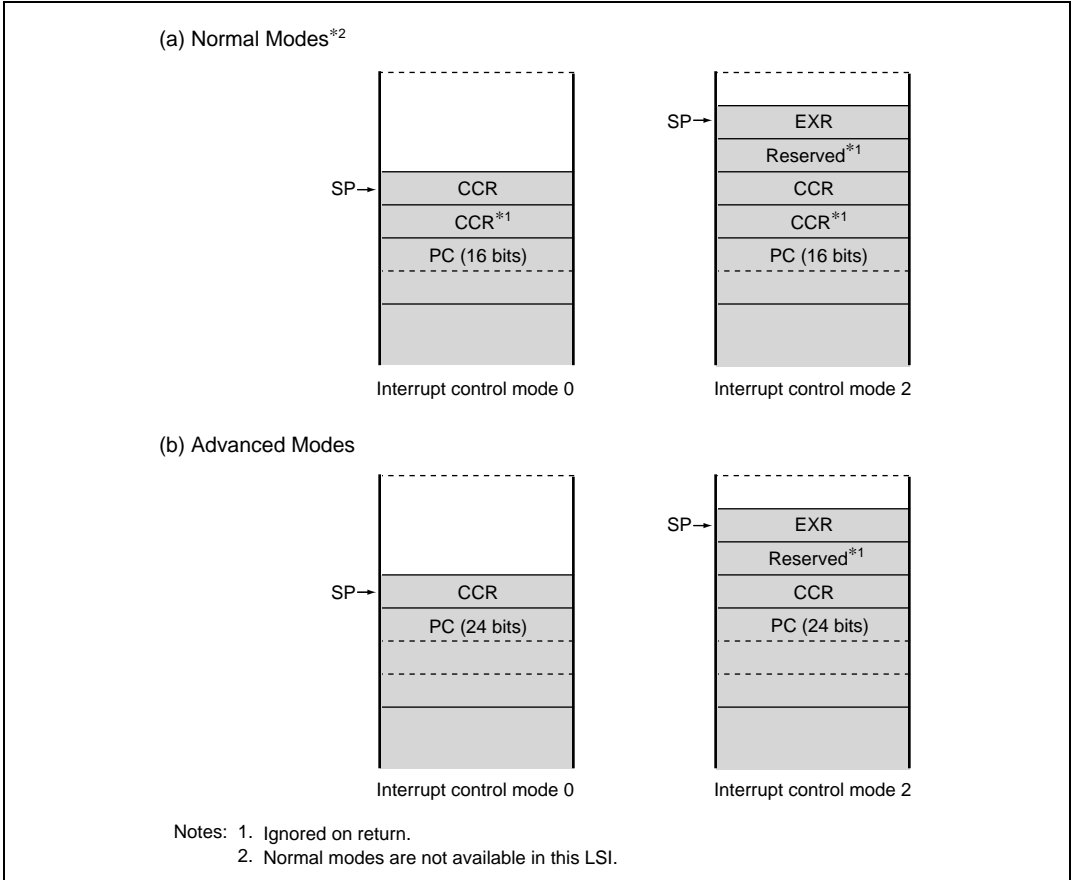 (a) Normal Modes*2
SP→ CCR
CCR*1
PC (16 bits)
Interrupt control mode 0
SP→ EXR
Reserved*1
CCR
CCR*1
PC (16 bits)
Interrupt control mode 2
(b) Advanced Modes
SP→ CCR
PC (24 bits)
Interrupt control mode 0
SP→ EXR
Reserved*1
CCR
PC (24 bits)
Interrupt control mode 2
Notes: 1. Ignored on return.
2. Normal modes are not available in this LSI.